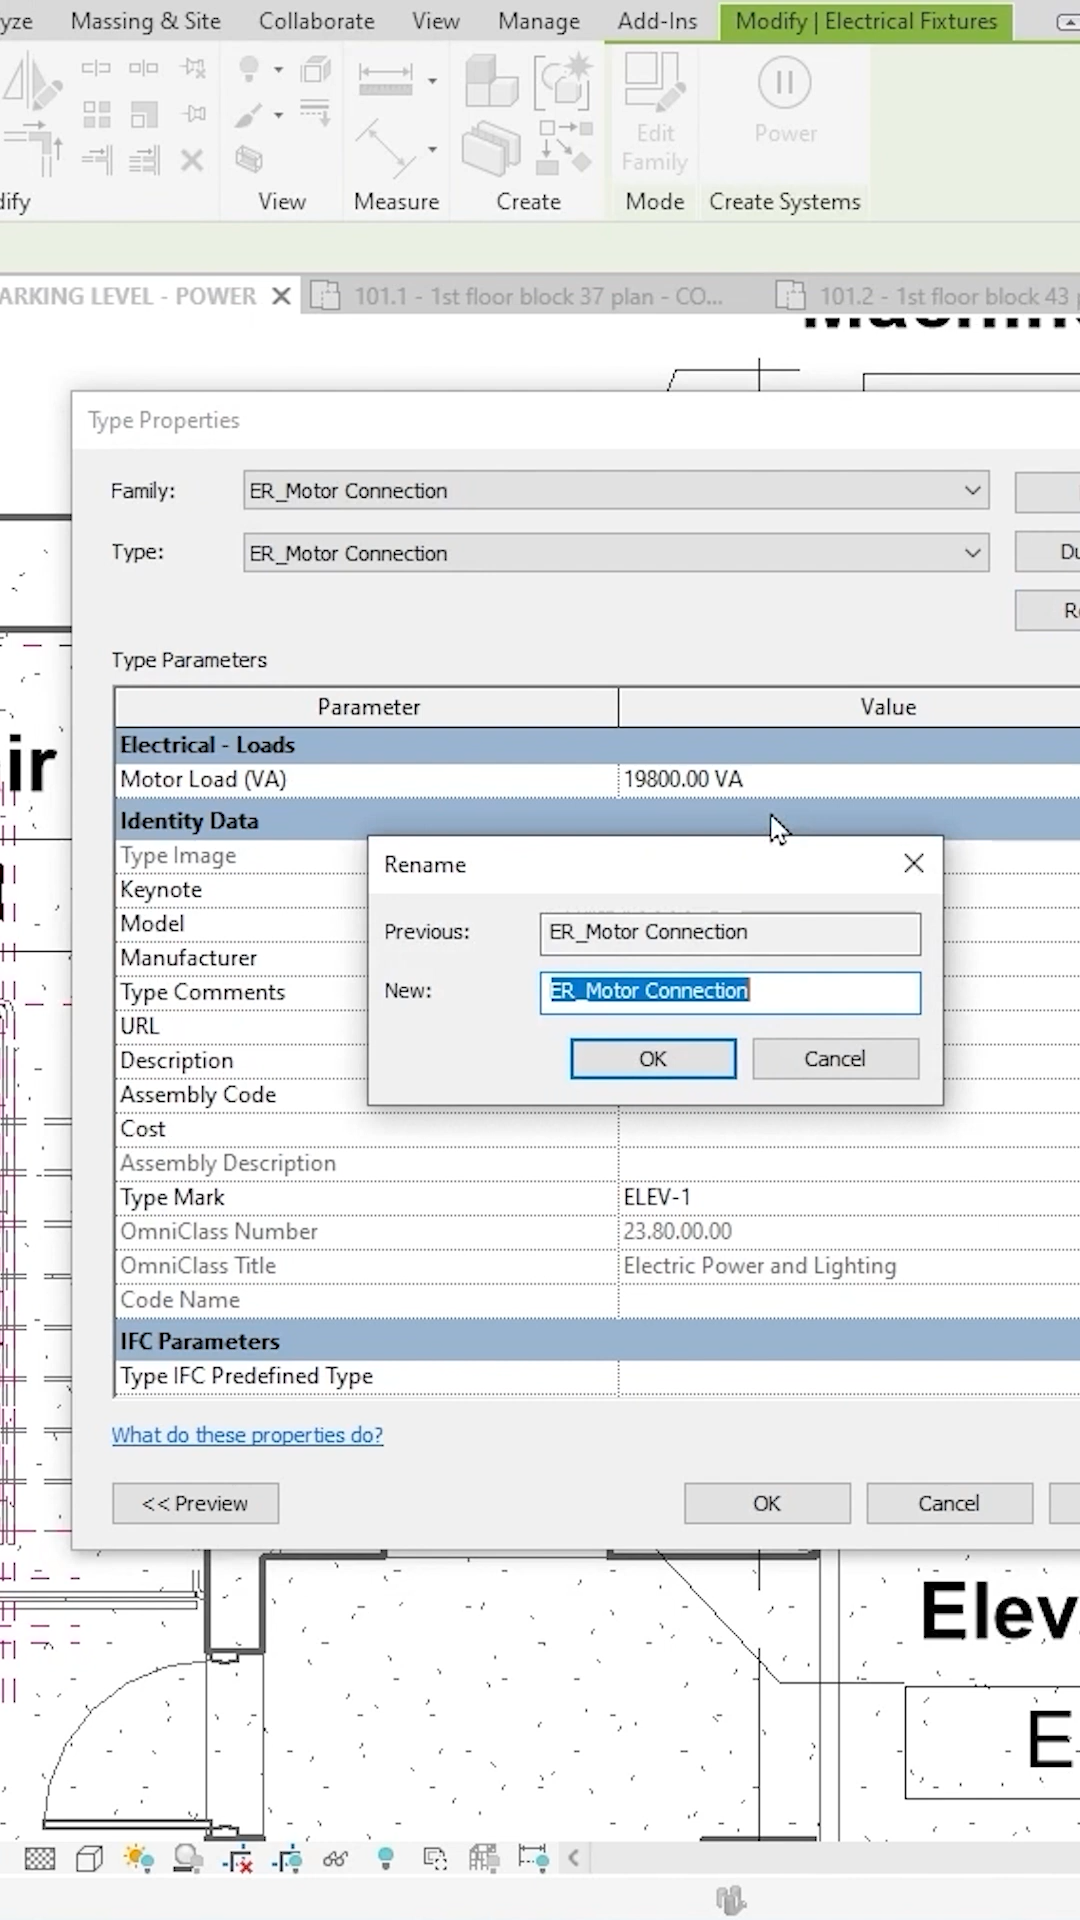 yze Massing & Site Collaborate View Manage Add-Ins Modify | Electrical Fixtures
Edit Family
Power
dify View Measure Create Mode Create Systems
ARKING LEVEL - POWER 101.1 - 1st floor block 37 plan - CO... 101.2 - 1st floor block 43 p
Type Properties
Family: ER_Motor Connection
Type: ER_Motor Connection
Du
Re
Type Parameters
Parameter Value
Electrical - Loads
Motor Load (VA) 19800.00 VA
Identity Data
Type Image
Keynote
Model
Manufacturer
Type Comments
URL
Description
Assembly Code
Cost
Assembly Description
Type Mark ELEV-1
OmniClass Number 23.80.00.00
OmniClass Title Electric Power and Lighting
Code Name
IFC Parameters
Type IFC Predefined Type
Rename
Previous: ER_Motor Connection
New: ER_Motor Connection
OK Cancel
What do these properties do?
<< Preview OK Cancel
ir
Elev
E